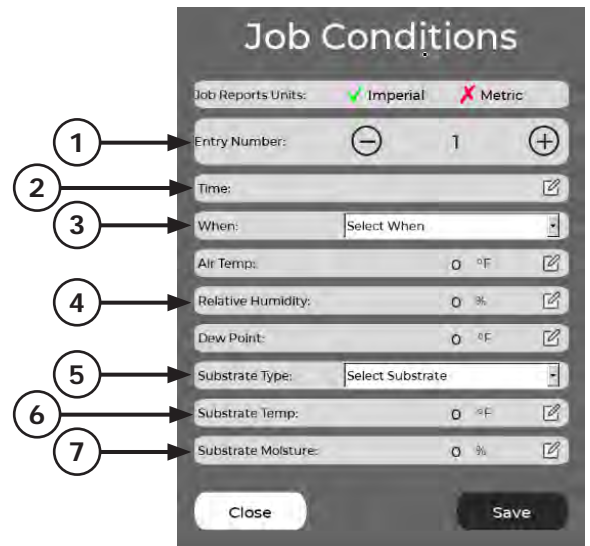 Job Conditions
Job Reports Units: Imperial Metric
1 Entry Number: 1
2 Time:
3 When: Select When
Air Temp: 0 °F
4 Relative Humidity: 0 %
Dew Point: 0 °F
5 Substrate Type: Select Substrate
6 Substrate Temp: 0 °F
7 Substrate Moisture: 0 %
Close Save